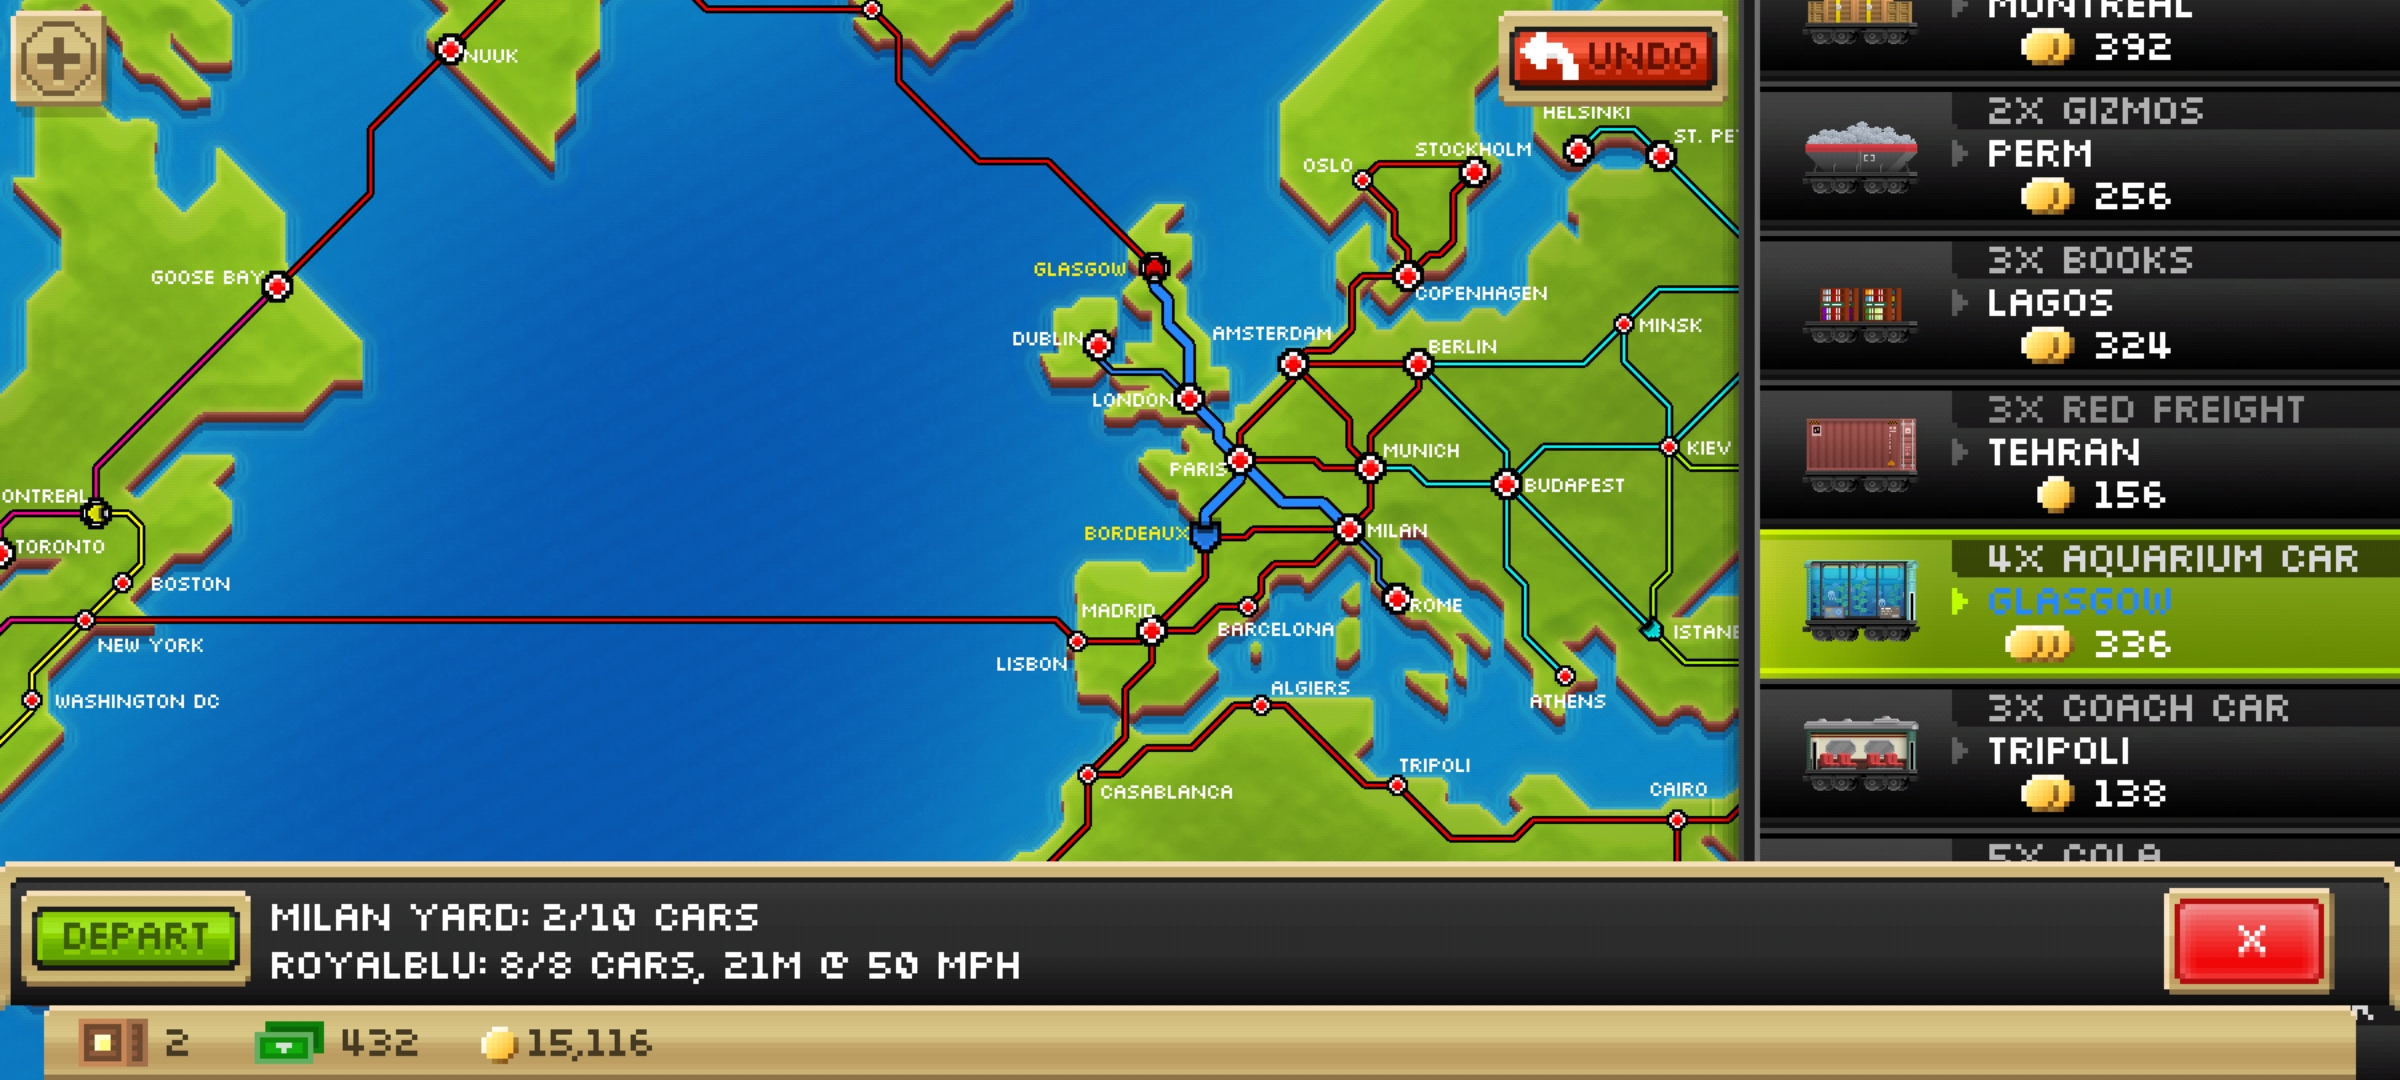 NUUK
UNDO
HELSINKI
ST. PE
STOCKHOLM
OSLO
GLASGOW
GOOSE BAY
COPENHAGEN
DUBLIN
AMSTERDAM
BERLIN
MINSK
LONDON
PARIS
MUNICH
KIEV
BUDAPEST
ONTREAL
BORDEAUX
MILAN
TORONTO
BOSTON
MADRID
ROME
BARCELONA
ISTANB
NEW YORK
LISBON
WASHINGTON DC
ALGIERS
ATHENS
TRIPOLI
CASABLANCA
CAIRO
MONTREAL
392
2X GIZMOS
PERM
256
3X BOOKS
LAGOS
324
3X RED FREIGHT
TEHRAN
156
4X AQUARIUM CAR
GLASGOW
336
3X COACH CAR
TRIPOLI
138
5X COLA
DEPART
MILAN YARD: 2/10 CARS
ROYALBLU: 8/8 CARS, 21M @ 50 MPH
X
2
432
15,116